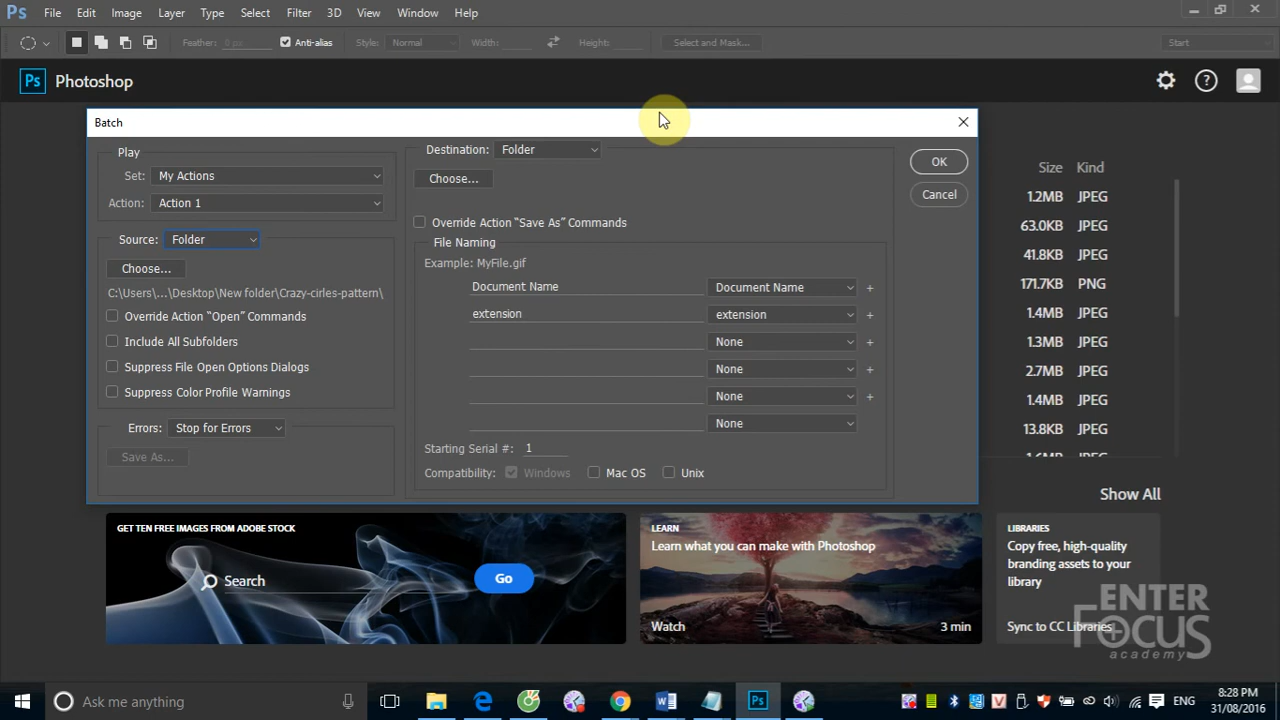 Ps File Edit Image Layer Type Select Filter 3D View Window Help
Feather: 0 px Anti-alias Style: Normal Width: Height: Select and Mask... Start
Ps Photoshop
Batch
Play
Set: My Actions
Action: Action 1
Source: Folder
Choose...
C:\Users\...\Desktop\New folder\Crazy-cirles-pattern\
Override Action “Open” Commands
Include All Subfolders
Suppress File Open Options Dialogs
Suppress Color Profile Warnings
Errors: Stop for Errors
Save As...
Destination: Folder
Choose...
Override Action “Save As” Commands
File Naming
Example: MyFile.gif
Document Name Document Name +
extension extension +
None +
None +
None +
None
Starting Serial #: 1
Compatibility: Windows Mac OS Unix
OK
Cancel
Size Kind
1.2MB JPEG
63.0KB JPEG
41.8KB JPEG
171.7KB PNG
1.4MB JPEG
1.3MB JPEG
2.7MB JPEG
1.4MB JPEG
13.8KB JPEG
1.6MB JPEG
Show All
GET TEN FREE IMAGES FROM ADOBE STOCK
Search Go
LEARN
Learn what you can make with Photoshop
Watch 3 min
LIBRARIES
Copy free, high-quality
branding assets to your
library
Sync to CC Libraries
ENTER
FOCUS
academy
Ask me anything
ENG
8:28 PM
31/08/2016